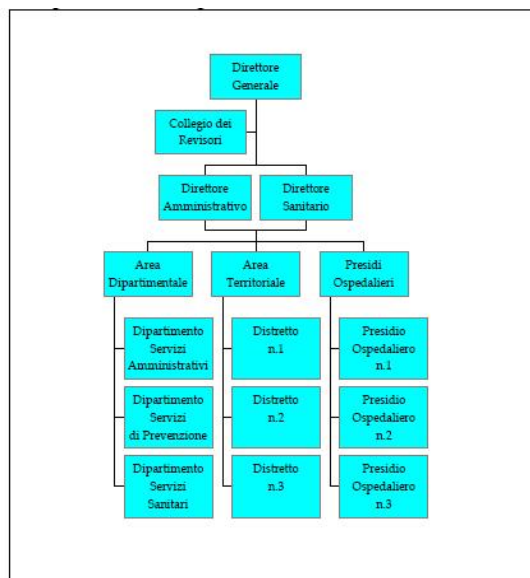 Direttore
Generale
Collegio dei
Revisori
Direttore
Amministrativo
Direttore
Sanitario
Area
Dipartimentale
Area
Territoriale
Presidi
Ospedalieri
Dipartimento
Servizi
Amministrativi
Distretto
n.1
Presidio
Ospedaliero
n.1
Dipartimento
Servizi
di Prevenzione
Distretto
n.2
Presidio
Ospedaliero
n.2
Dipartimento
Servizi
Sanitari
Distretto
n.3
Presidio
Ospedaliero
n.3